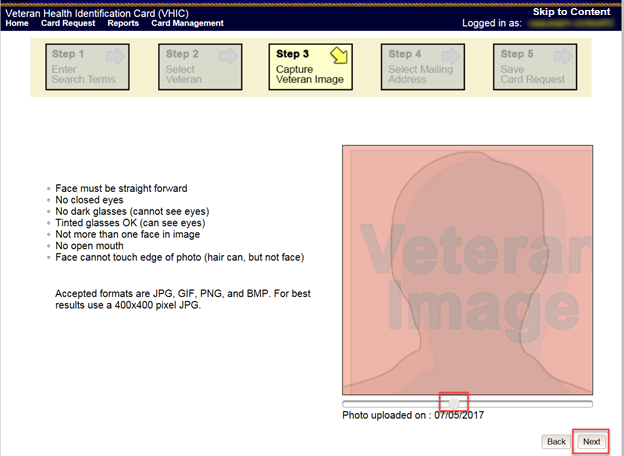 Veteran Health Identification Card (VHIC)
Skip to Content
Home Card Request Reports Card Management
Logged in as:
Step 1
Enter
Search Terms
Step 2
Select
Veteran
Step 3
Capture
Veteran Image
Step 4
Select Mailing
Address
Step 5
Save
Card Request
Face must be straight forward
No closed eyes
No dark glasses (cannot see eyes)
Tinted glasses OK (can see eyes)
Not more than one face in image
No open mouth
Face cannot touch edge of photo (hair can, but not face)
Accepted formats are JPG, GIF, PNG, and BMP. For best
results use a 400x400 pixel JPG.
Veteran
Image
Photo uploaded on : 07/05/2017
Back Next